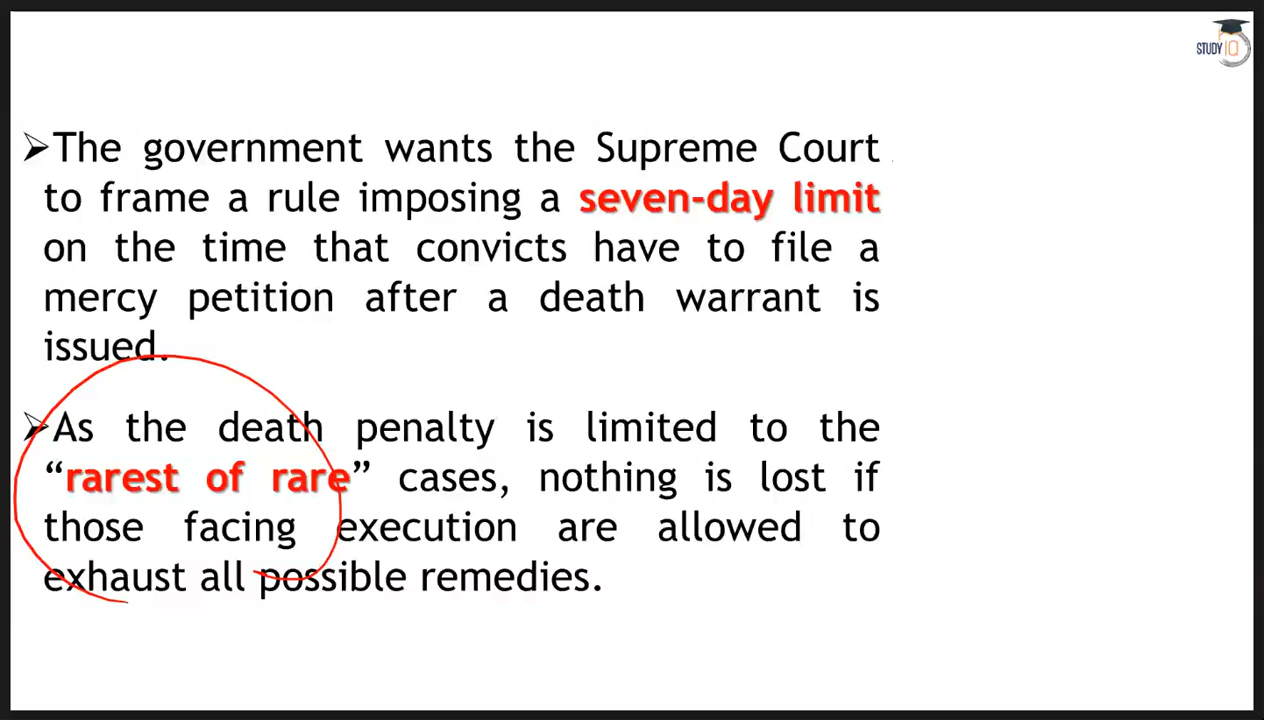 STUDY IQ
➢The government wants the Supreme Court
to frame a rule imposing a seven-day limit
on the time that convicts have to file a
mercy petition after a death warrant is
issued.
➢As the death penalty is limited to the
“rarest of rare” cases, nothing is lost if
those facing execution are allowed to
exhaust all possible remedies.